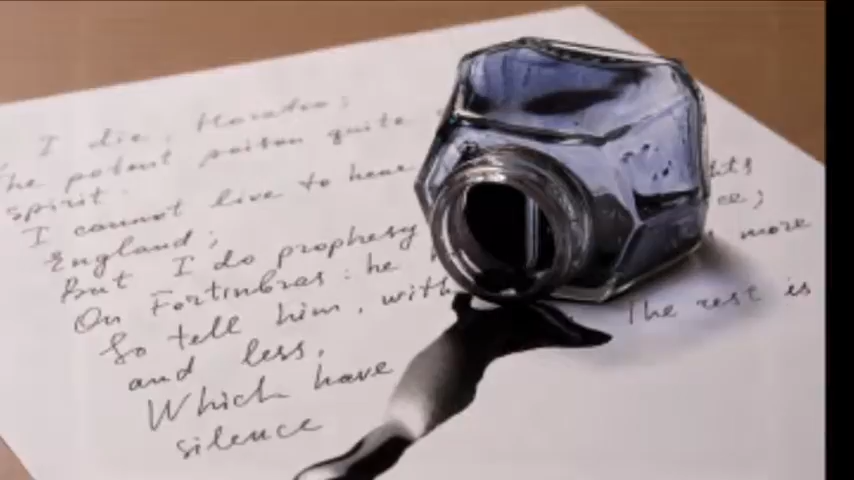 I die, Horatio;
he potent poison quite
spirit.
I cannot live to hear
England;
But I do prophesy
On Fortinbras: he more
So tell him, with
and less,
Which have The rest is
silence